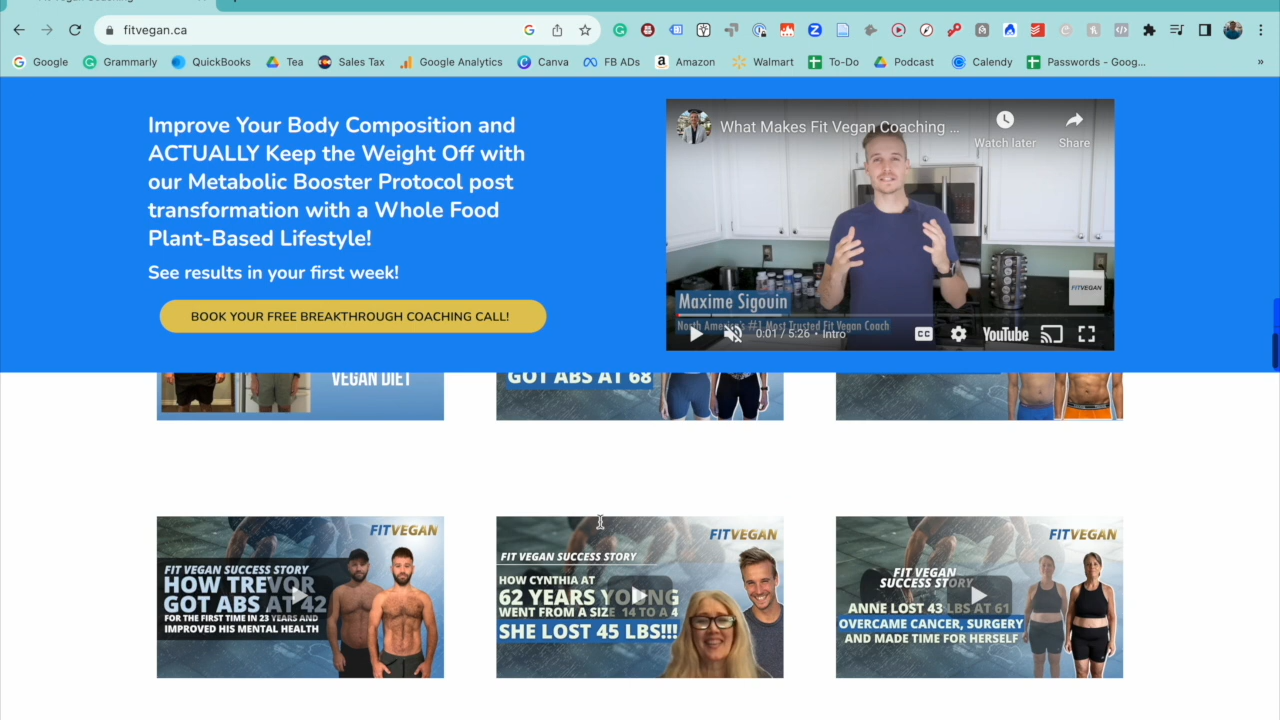 fitvegan.ca
Google
Grammarly
QuickBooks
Tea
Sales Tax
Google Analytics
Canva
FB ADs
Amazon
Walmart
To-Do
Podcast
Calendy
Passwords - Goog...
»
Improve Your Body Composition and
ACTUALLY Keep the Weight Off with
our Metabolic Booster Protocol post
transformation with a Whole Food
Plant-Based Lifestyle!
See results in your first week!
BOOK YOUR FREE BREAKTHROUGH COACHING CALL!
What Makes Fit Vegan Coaching ...
Watch later
Share
FITVEGAN
Maxime Sigouin
North America's #1 Most Trusted Fit Vegan Coach
0:01 / 5:26 • Intro
CC
YouTube
VEGAN DIET
GOT ABS AT 68
FITVEGAN
FIT VEGAN SUCCESS STORY
HOW TREVOR
GOT ABS AT 42
FOR THE FIRST TIME IN 23 YEARS AND
IMPROVED HIS MENTAL HEALTH
FITVEGAN
FIT VEGAN SUCCESS STORY
HOW CYNTHIA AT
62 YEARS YOUNG
WENT FROM A SIZE 14 TO A 4
SHE LOST 45 LBS!!!
FITVEGAN
FIT VEGAN
SUCCESS STORY
ANNE LOST 43 LBS AT 61
OVERCAME CANCER, SURGERY
AND MADE TIME FOR HERSELF